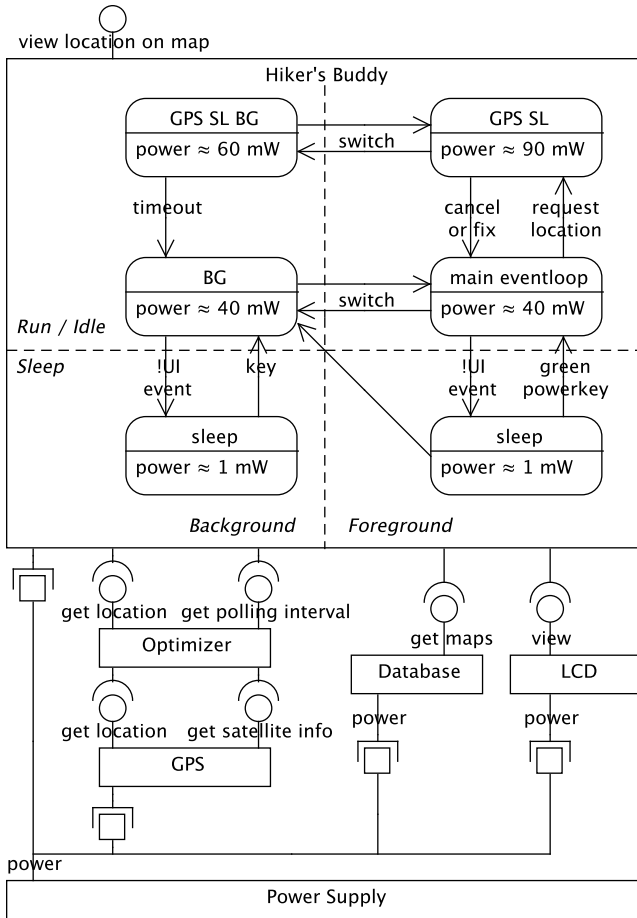 view location on map
Hiker's Buddy
GPS SL BG
power ≈ 60 mW
GPS SL
power ≈ 90 mW
switch
timeout
cancel
or fix
request
location
BG
power ≈ 40 mW
main eventloop
power ≈ 40 mW
switch
Run / Idle
Sleep
!UI
event
key
!UI
event
green
powerkey
sleep
power ≈ 1 mW
sleep
power ≈ 1 mW
Background
Foreground
get location
get polling interval
get maps
view
Optimizer
Database
LCD
get location
get satellite info
power
power
GPS
power
Power Supply